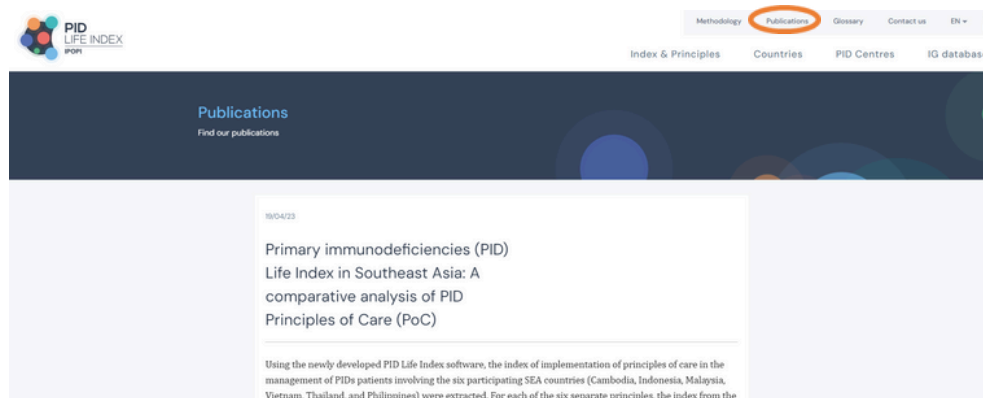 PID
LIFE INDEX
IPOPI
Methodology Publications Glossary Contact us EN
Index & Principles Countries PID Centres IG databas
Publications
Find our publications
19/04/23
Primary immunodeficiencies (PID)
Life Index in Southeast Asia: A
comparative analysis of PID
Principles of Care (PoC)
Using the newly developed PID Life Index software, the index of implementation of principles of care in the
management of PIDs patients involving the six participating SEA countries (Cambodia, Indonesia, Malaysia,
Vietnam, Thailand, and Philippines) were extracted. For each of the six separate principles, the index from the